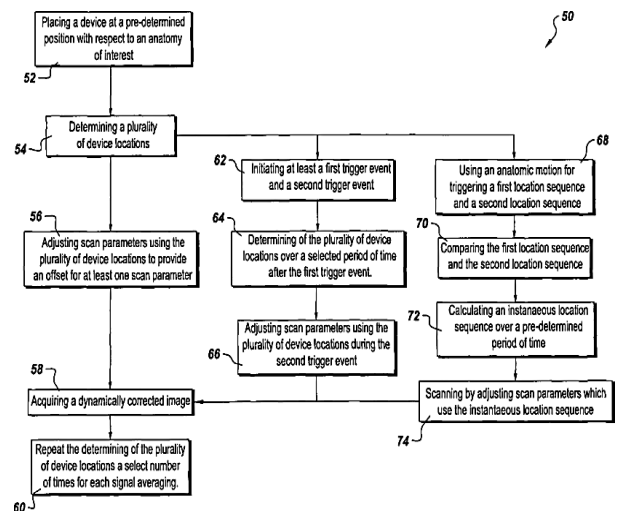 50
Placing a device at a pre-determined
position with respect to an anatomy
of interest
52
Determining a plurality
of device locations
54
56
Adjusting scan parameters using the
plurality of device locations to provide
an offset for at least one scan parameter
58
Acquiring a dynamically corrected image
Repeat the determining of the plurality
of device locations a select number
of times for each signal averaging.
60
62
Initiating at least a first trigger event
and a second trigger event
64
Determining of the plurality of device
locations over a selected period of time
after the first trigger event.
Adjusting scan parameters using the
plurality of device locations during the
second trigger event
66
68
Using an anatomic motion for
triggering a first location sequence
and a second location sequence
70
Comparing the first location sequence
and the second location sequence
72
Calculating an instaneous location
sequence over a pre-determined
period of time
Scanning by adjusting scan parameters which
use the instantaeous location sequence
74